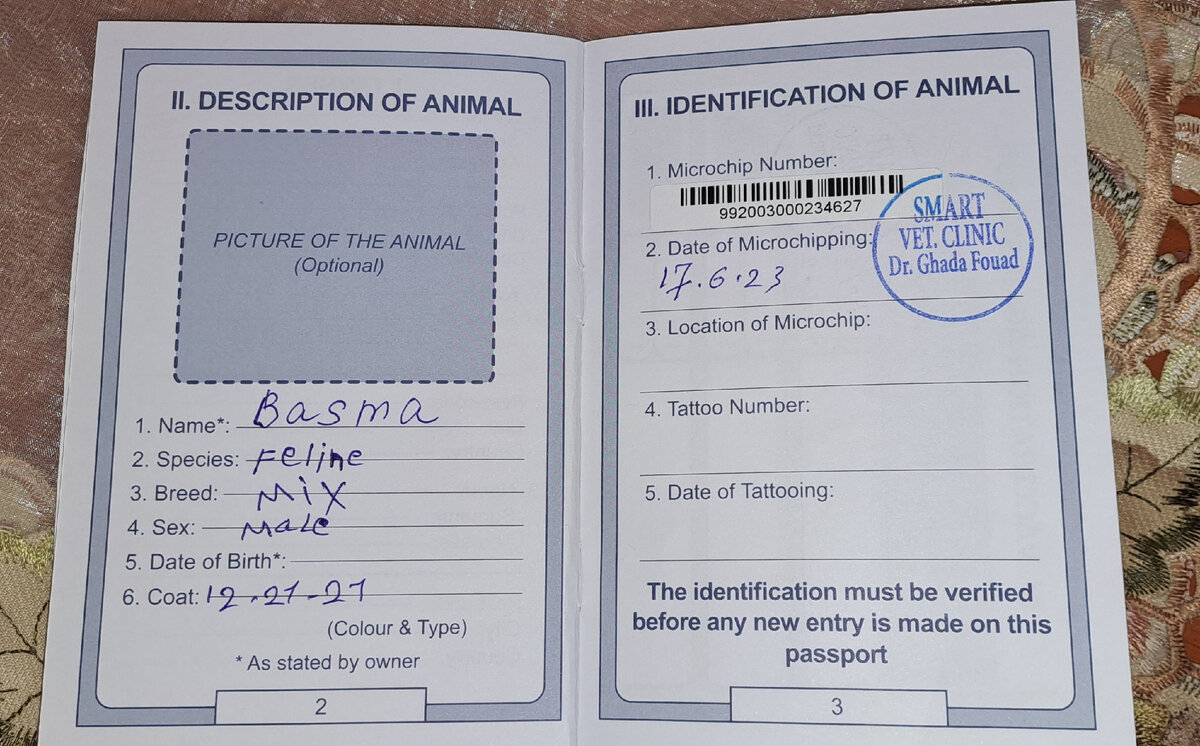 II. DESCRIPTION OF ANIMAL
PICTURE OF THE ANIMAL
(Optional)
1. Name*: Basma
2. Species: Feline
3. Breed: Mix
4. Sex: Male
5. Date of Birth*:
6. Coat: 12.21-21
(Colour & Type)
* As stated by owner
2
III. IDENTIFICATION OF ANIMAL
1. Microchip Number:
992003000234627
SMART
VET. CLINIC
Dr. Ghada Fouad
2. Date of Microchipping:
17.6.23
3. Location of Microchip:
4. Tattoo Number:
5. Date of Tattooing:
The identification must be verified
before any new entry is made on this
passport
3